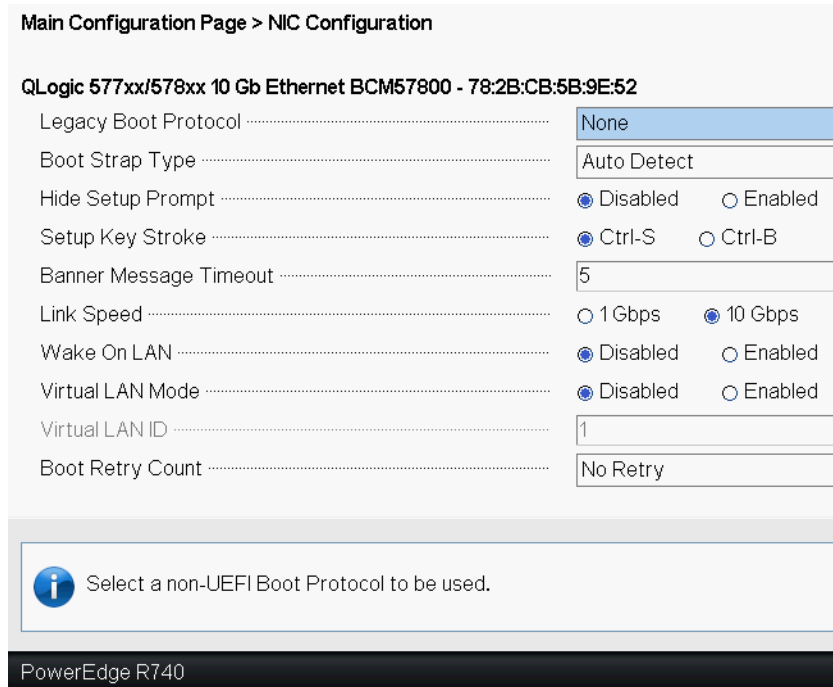 Main Configuration Page > NIC Configuration
QLogic 577xx/578xx 10 Gb Ethernet BCM57800 - 78:2B:CB:5B:9E:52
Legacy Boot Protocol None
Boot Strap Type Auto Detect
Hide Setup Prompt Disabled Enabled
Setup Key Stroke Ctrl-S Ctrl-B
Banner Message Timeout 5
Link Speed 1 Gbps 10 Gbps
Wake On LAN Disabled Enabled
Virtual LAN Mode Disabled Enabled
Virtual LAN ID 1
Boot Retry Count No Retry
Select a non-UEFI Boot Protocol to be used.
PowerEdge R740